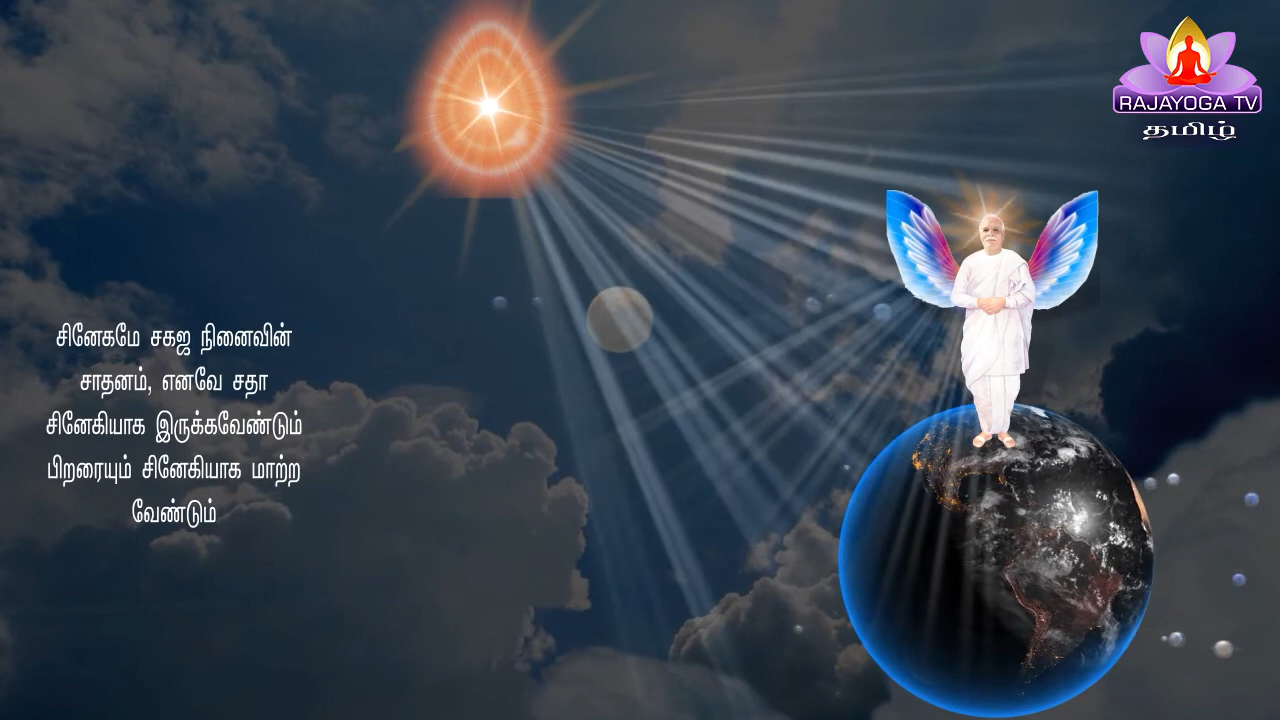 RAJAYOGA TV
தமிழ்
சினேகமே சகஜ நினைவின்
சாதனம், எனவே சதா
சினேகியாக இருக்கவேண்டும்
பிறரையும் சினேகியாக மாற்ற
வேண்டும்